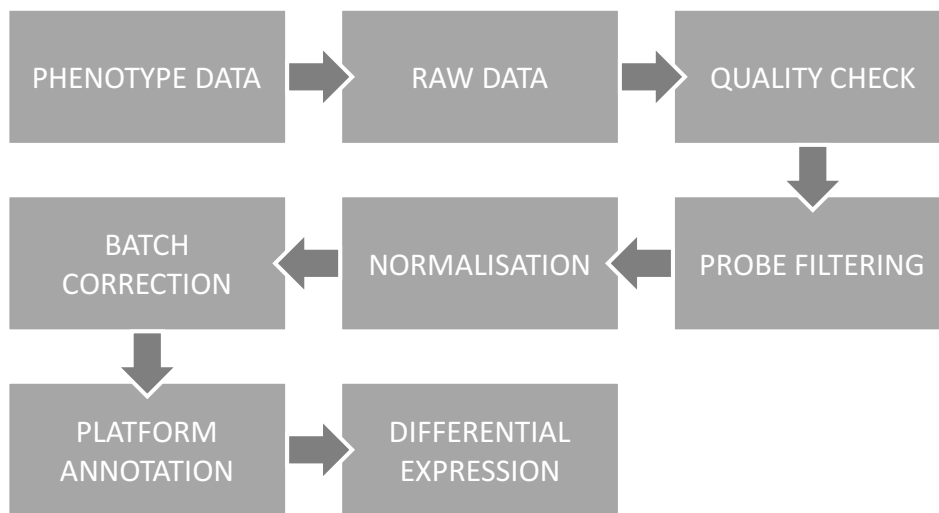 PHENOTYPE DATA
RAW DATA
QUALITY CHECK
PROBE FILTERING
NORMALISATION
BATCH
CORRECTION
PLATFORM
ANNOTATION
DIFFERENTIAL
EXPRESSION